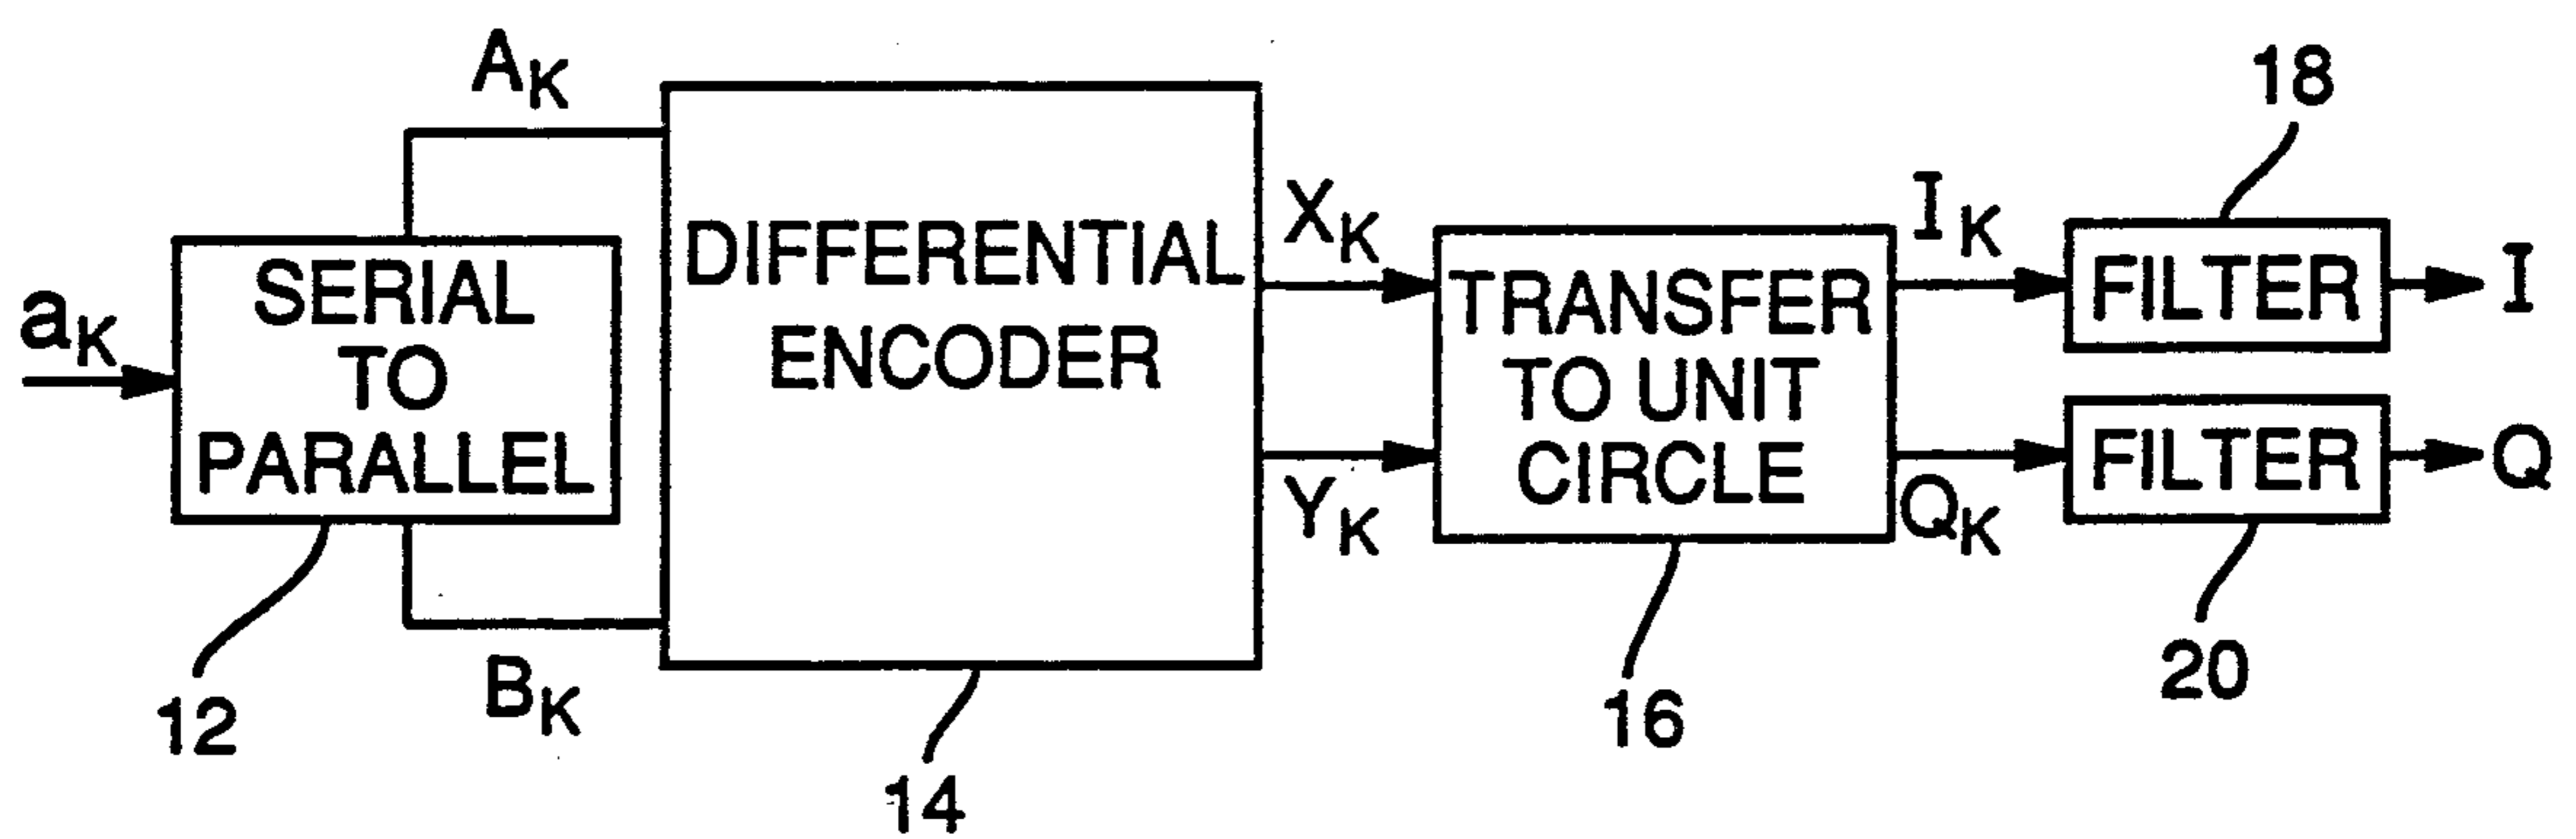 a_K
SERIAL
TO
PARALLEL
12
A_K
B_K
DIFFERENTIAL
ENCODER
14
X_K
Y_K
TRANSFER
TO UNIT
CIRCLE
16
I_K
Q_K
18
FILTER
I
FILTER
Q
20